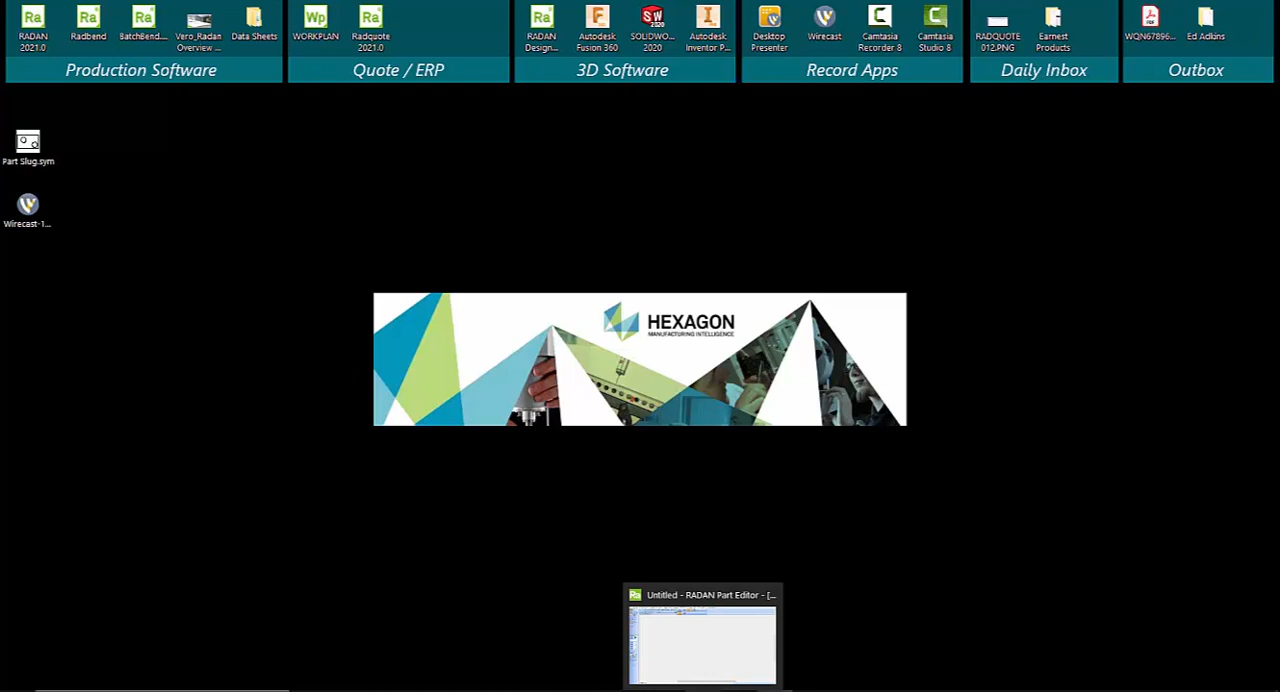 RADAN 2021.0
Radbend
BatchBend....
Vero_Radan Overview ...
Data Sheets
WORKPLAN
Radquote 2021.0
RADAN Design...
Autodesk Fusion 360
SOLIDWO... 2020
Autodesk Inventor P...
Desktop Presenter
Wirecast
Camtasia Recorder 8
Camtasia Studio 8
RADQUOTE 012.PNG
Earnest Products
WQN67896...
Ed Adkins
Production Software
Quote / ERP
3D Software
Record Apps
Daily Inbox
Outbox
Part Slug.sym
Wirecast-1...
HEXAGON
MANUFACTURING INTELLIGENCE
Untitled - RADAN Part Editor - [...